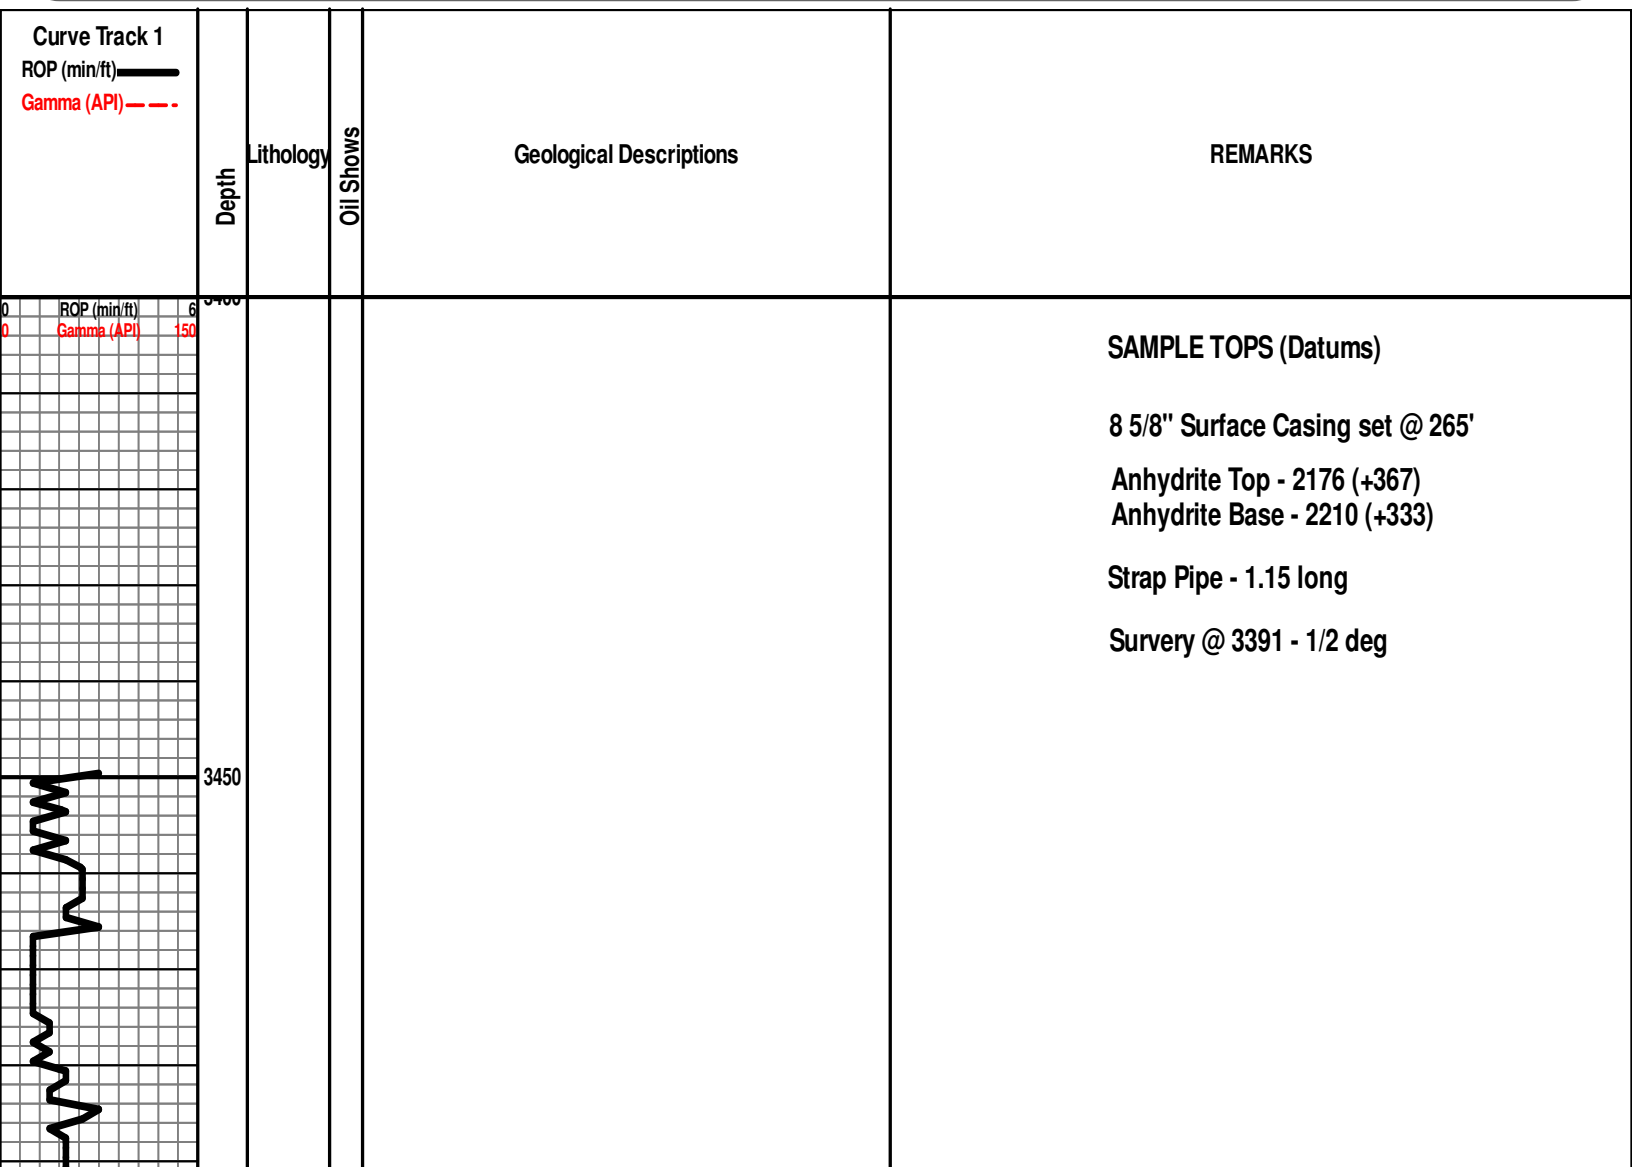 Curve Track 1
ROP (min/ft)
Gamma (API)
Depth
Lithology
Oil Shows
Geological Descriptions
REMARKS
0 ROP (min/ft) 6
0 Gamma (API) 150
SAMPLE TOPS (Datums)
8 5/8" Surface Casing set @ 265'
Anhydrite Top - 2176 (+367)
Anhydrite Base - 2210 (+333)
Strap Pipe - 1.15 long
Survery @ 3391 - 1/2 deg
3450